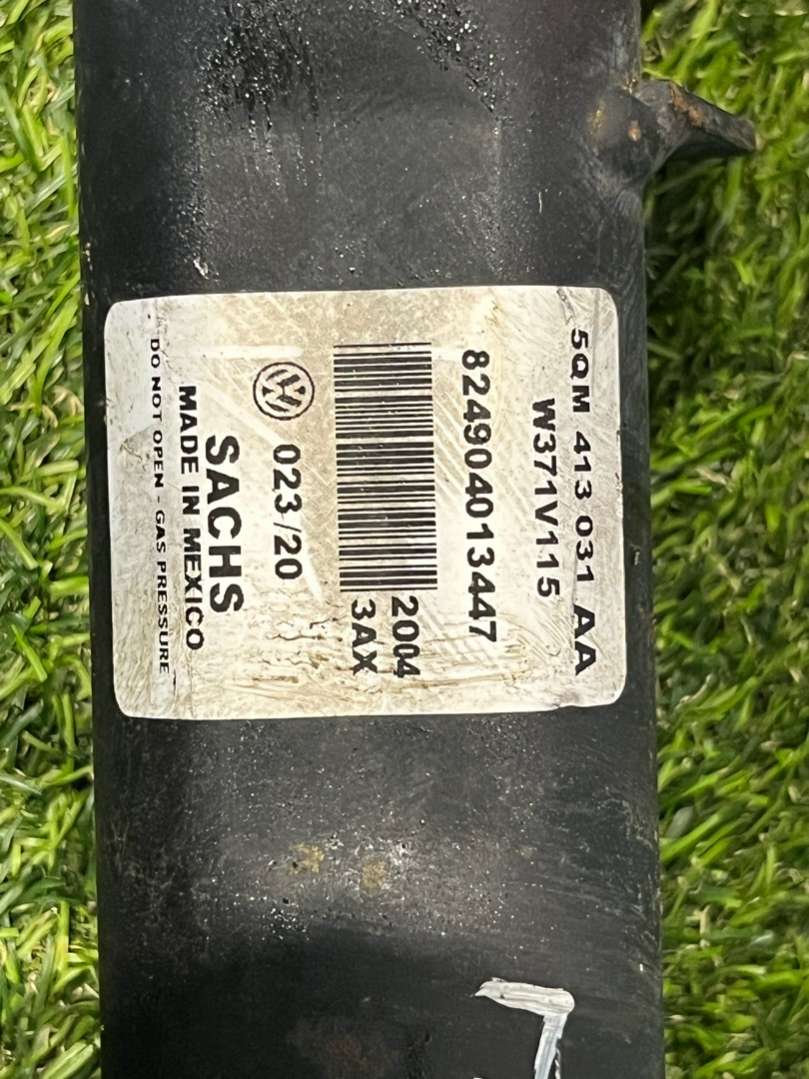 5QM 413 031 AA
W371V115
824904013447
2004
3AX
023/20
SACHS
MADE IN MEXICO
DO NOT OPEN - GAS PRESSURE